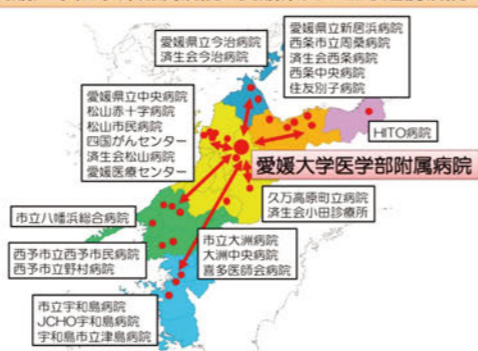 愛媛県立今治病院
済生会今治病院
愛媛県立新居浜病院
西条市立周桑病院
済生会西条病院
西条中央病院
住友別子病院
愛媛県立中央病院
松山赤十字病院
松山市民病院
四国がんセンター
済生会松山病院
愛媛医療センター
HITO病院
愛媛大学医学部附属病院
久万高原町立病院
済生会小田診療所
市立八幡浜総合病院
市立大洲病院
大洲中央病院
喜多医師会病院
西予市立西予市民病院
西予市立野村病院
市立宇和島病院
JCHO宇和島病院
宇和島市立津島病院